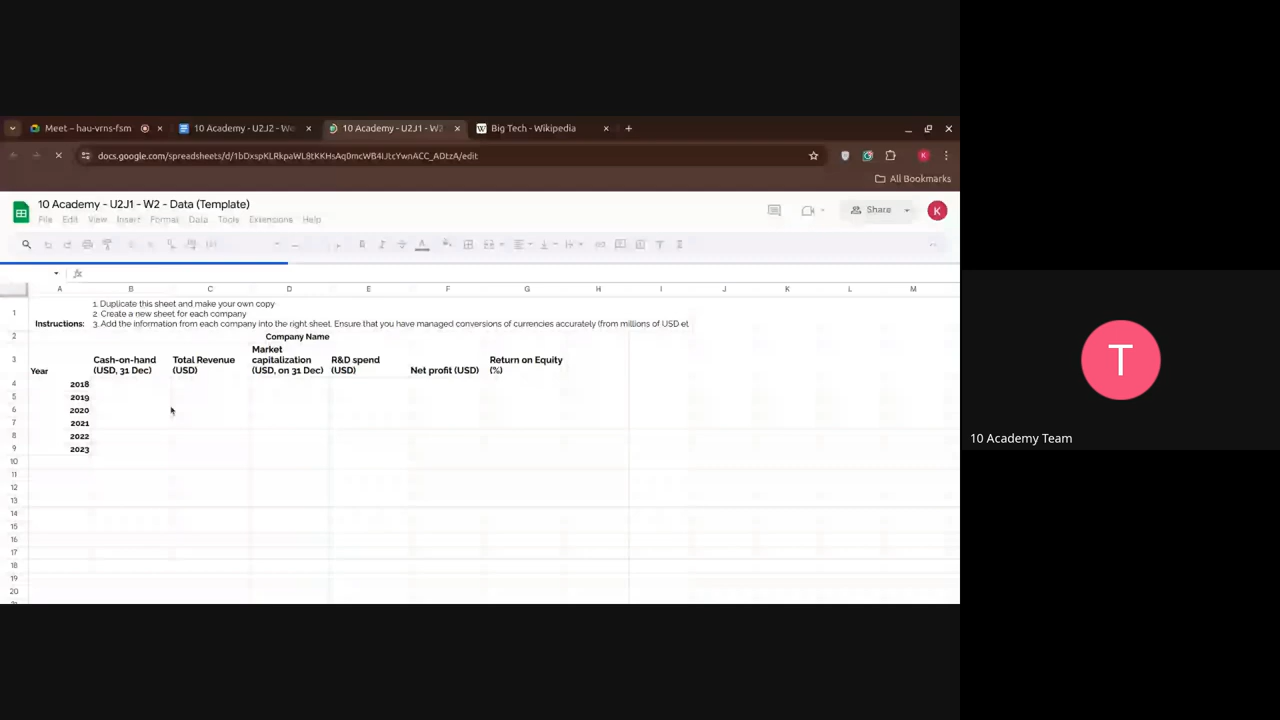 Meet – hau-vrns-fsm
10 Academy - U2J2 - We
10 Academy - U2J1 - W2
Big Tech - Wikipedia
docs.google.com/spreadsheets/d/1bDxspKLRkpaWL8tKKHsAq0mcWB4IJtcYwnACC_ADtzA/edit
All Bookmarks
10 Academy - U2J1 - W2 - Data (Template)
File Edit View Insert Format Data Tools Extensions Help
Share
K
A B C D E F G H I J K L M
1
1. Duplicate this sheet and make your own copy
2. Create a new sheet for each company
Instructions: 3. Add the information from each company into the right sheet. Ensure that you have managed conversions of currencies accurately (from millions of USD et
2 Company Name
3 Year
Cash-on-hand (USD, 31 Dec)
Total Revenue (USD)
Market capitalization (USD, on 31 Dec)
R&D spend (USD)
Net profit (USD)
Return on Equity (%)
4 2018
5 2019
6 2020
7 2021
8 2022
9 2023
10
11
12
13
14
15
16
17
18
19
20
T
10 Academy Team